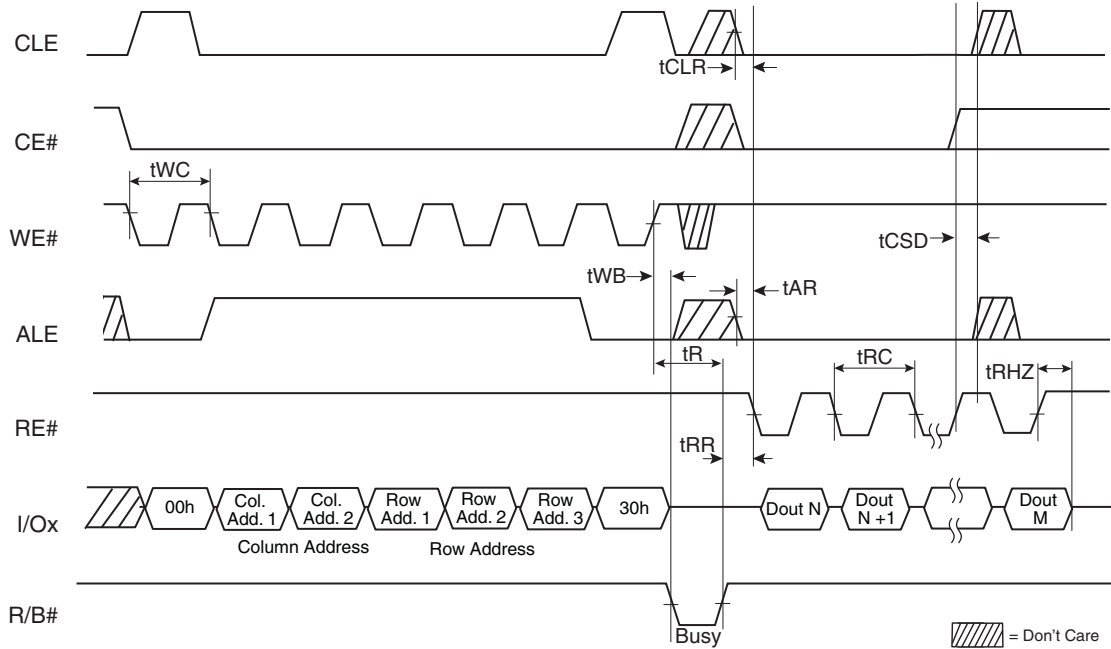 CLE
tCLR
CE#
tWC
WE#
tCSD
tWB
tAR
ALE
tR
tRC
tRHZ
RE#
tRR
I/Ox
00h
Col. Add. 1
Col. Add. 2
Row Add. 1
Row Add. 2
Row Add. 3
30h
Dout N
Dout N +1
Dout M
Column Address
Row Address
R/B#
Busy
= Don't Care